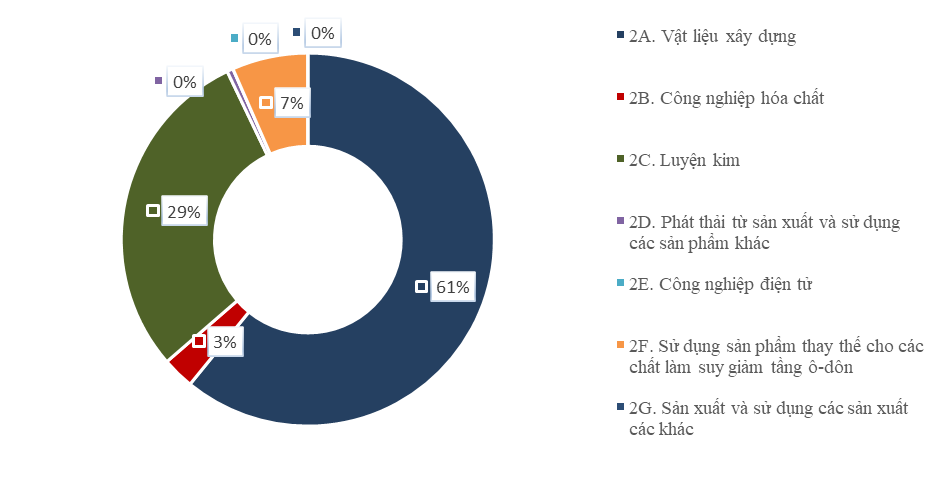 0%
0%
0%
7%
29%
61%
3%
2A. Vật liệu xây dựng
2B. Công nghiệp hóa chất
2C. Luyện kim
2D. Phát thải từ sản xuất và sử dụng
các sản phẩm khác
2E. Công nghiệp điện tử
2F. Sử dụng sản phẩm thay thế cho các
chất làm suy giảm tầng ô-dôn
2G. Sản xuất và sử dụng các sản xuất
các khác